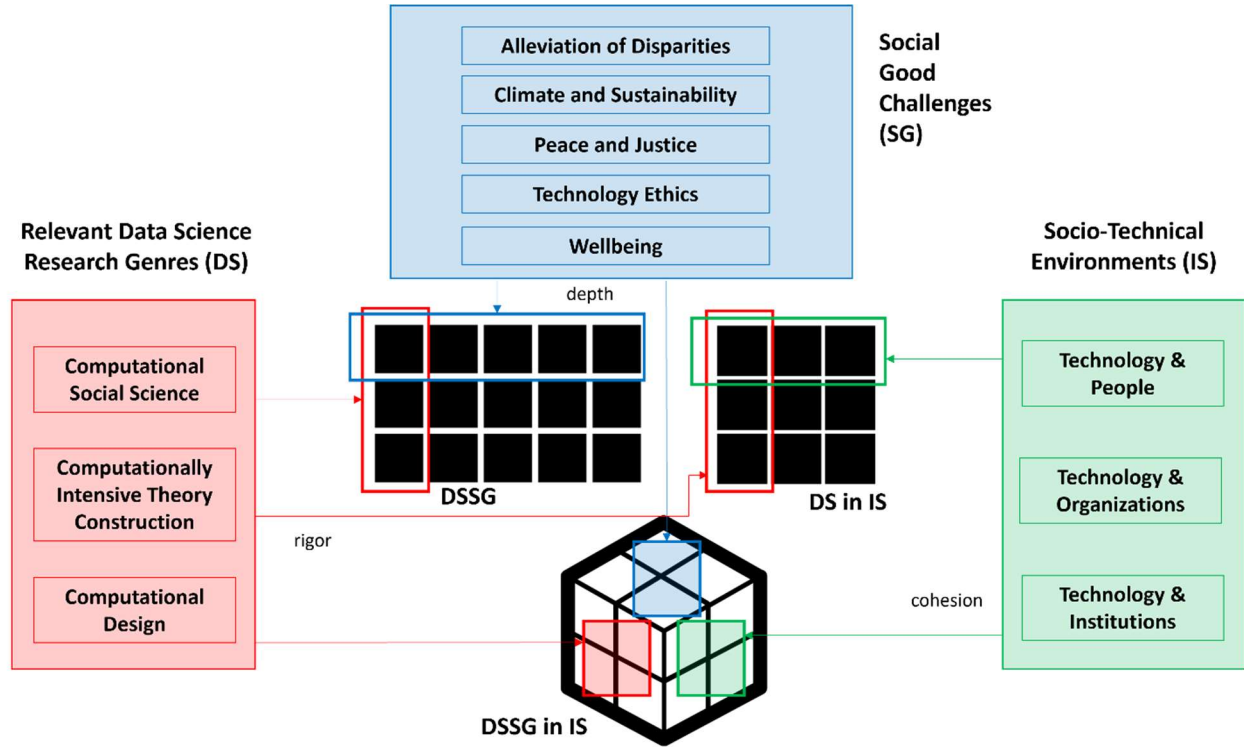 Alleviation of Disparities
Climate and Sustainability
Peace and Justice
Technology Ethics
Wellbeing
Social
Good
Challenges
(SG)
Relevant Data Science
Research Genres (DS)
Socio-Technical
Environments (IS)
depth
Computational
Social Science
Computationally
Intensive Theory
Construction
Computational
Design
Technology &
People
Technology &
Organizations
Technology &
Institutions
DSSG
DS in IS
rigor
cohesion
DSSG in IS